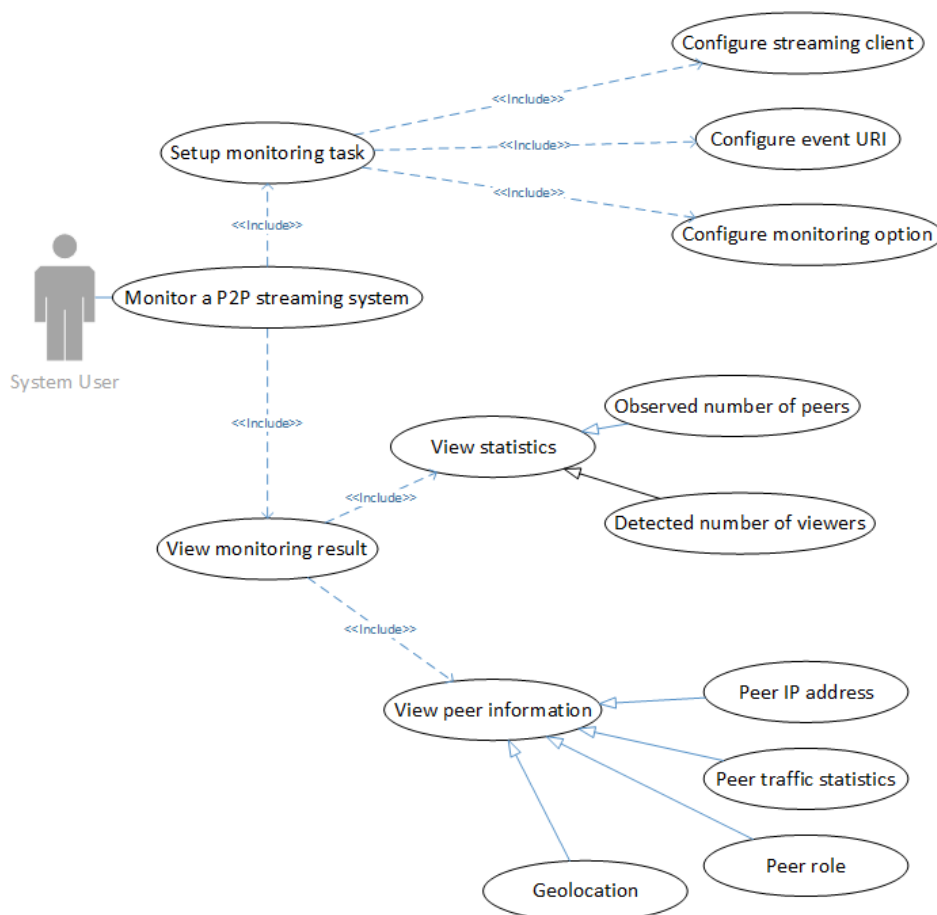 Configure streaming client
<<Include>>
Configure event URI
<<Include>>
Setup monitoring task
<<Include>>
<<Include>>
Configure monitoring option
Monitor a P2P streaming system
System User
<<Include>>
Observed number of peers
View statistics
<<Include>>
Detected number of viewers
View monitoring result
<<Include>>
Peer IP address
View peer information
Peer traffic statistics
Peer role
Geolocation